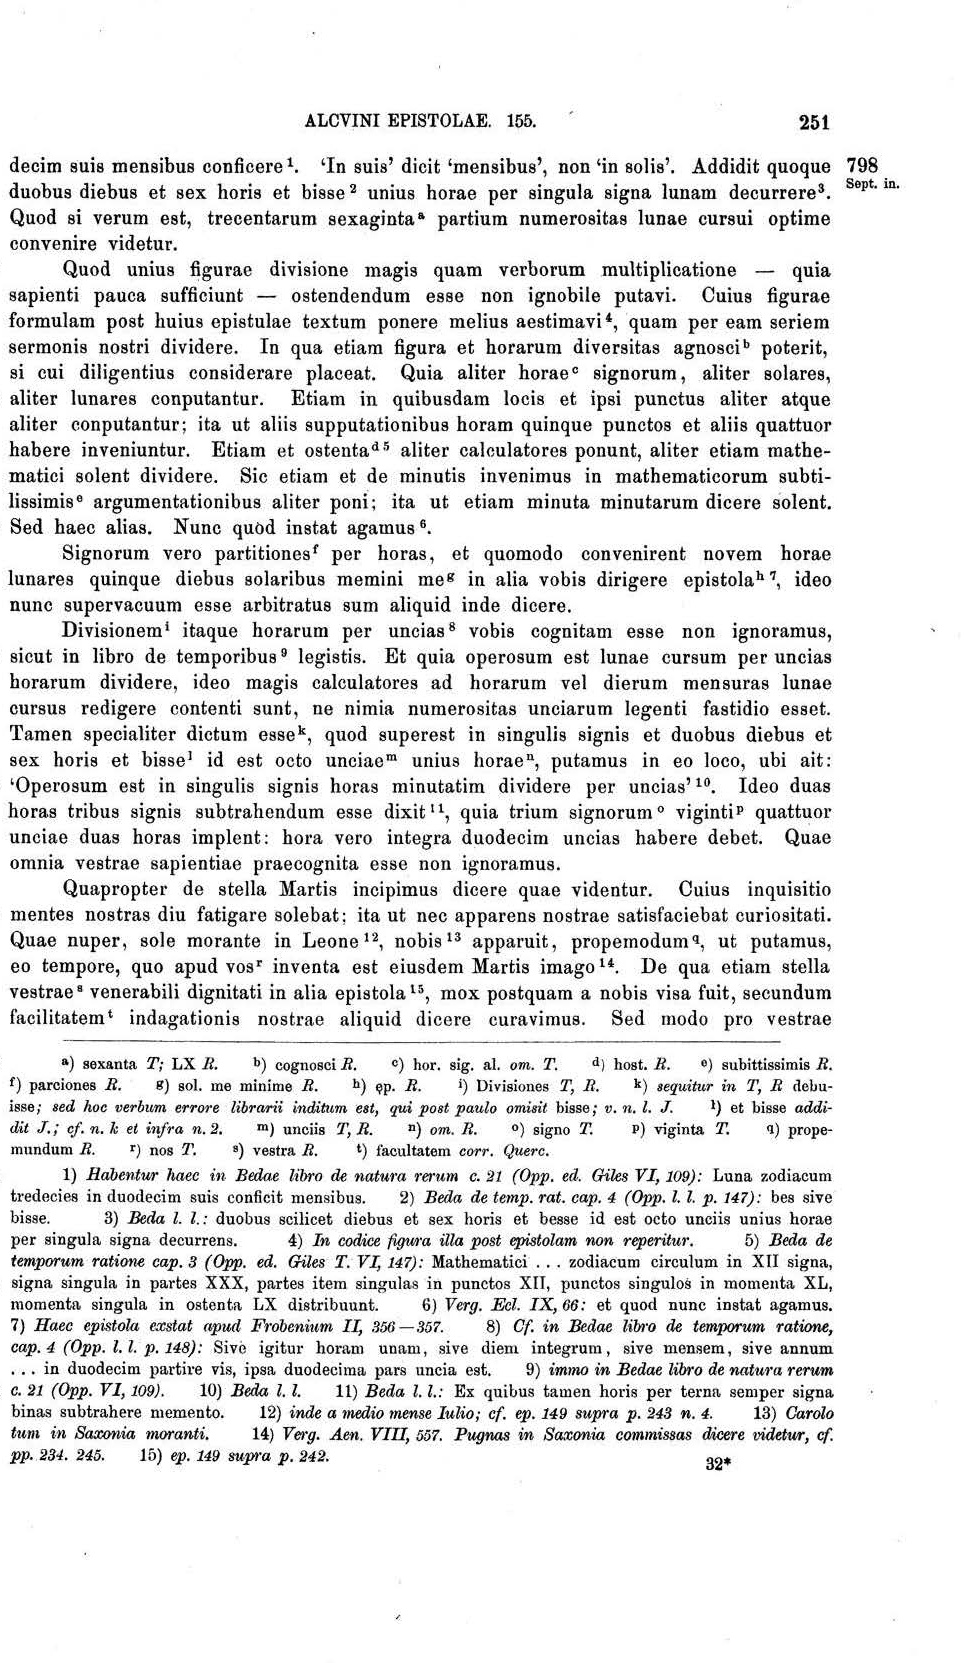 ALCVINI EPISTOLAE. 155. 251
decim suis mensibus conficere¹. ‘In suis’ dicit ‘mensibus’, non ‘in solis’. Addidit quoque 798
duobus diebus et sex horis et bisse² unius horae per singula signa lunam decurrere³. Sept. in.
Quod si verum est, trecentarum sexagintaᵃ partium numerositas lunae cursui optime
convenire videtur.
Quod unius figurae divisione magis quam verborum multiplicatione — quia
sapienti pauca sufficiunt — ostendendum esse non ignobile putavi. Cuius figurae
formulam post huius epistulae textum ponere melius aestimavi⁴, quam per eam seriem
sermonis nostri dividere. In qua etiam figura et horarum diversitas agnosciᵇ poterit,
si cui diligentius considerare placeat. Quia aliter horaeᶜ signorum, aliter solares,
aliter lunares conputantur. Etiam in quibusdam locis et ipsi punctus aliter atque
aliter conputantur; ita ut aliis supputationibus horam quinque punctos et aliis quattuor
habere inveniuntur. Etiam et ostentaᵈ ⁵ aliter calculatores ponunt, aliter etiam mathe-
matici solent dividere. Sic etiam et de minutis invenimus in mathematicorum subti-
lissimisᵉ argumentationibus aliter poni; ita ut etiam minuta minutarum dicere solent.
Sed haec alias. Nunc quod instat agamus⁶.
Signorum vero partitionesᶠ per horas, et quomodo convenirent novem horae
lunares quinque diebus solaribus memini meᵍ in alia vobis dirigere epistolaʰ ⁷, ideo
nunc supervacuum esse arbitratus sum aliquid inde dicere.
Divisionemⁱ itaque horarum per uncias⁸ vobis cognitam esse non ignoramus,
sicut in libro de temporibus⁹ legistis. Et quia operosum est lunae cursum per uncias
horarum dividere, ideo magis calculatores ad horarum vel dierum mensuras lunae
cursus redigere contenti sunt, ne nimia numerositas unciarum legenti fastidio esset.
Tamen specialiter dictum esseᵏ, quod superest in singulis signis et duobus diebus et
sex horis et bisseˡ id est octo unciaeᵐ unius horaeⁿ, putamus in eo loco, ubi ait:
‘Operosum est in singulis signis horas minutatim dividere per uncias’¹⁰. Ideo duas
horas tribus signis subtrahendum esse dixit¹¹, quia trium signorumᵒ vigintiᵖ quattuor
unciae duas horas implent: hora vero integra duodecim uncias habere debet. Quae
omnia vestrae sapientiae praecognita esse non ignoramus.
Quapropter de stella Martis incipimus dicere quae videntur. Cuius inquisitio
mentes nostras diu fatigare solebat; ita ut nec apparens nostrae satisfaciebat curiositati.
Quae nuper, sole morante in Leone¹², nobis¹³ apparuit, propemodum^q, ut putamus,
eo tempore, quo apud vosʳ inventa est eiusdem Martis imago¹⁴. De qua etiam stella
vestraeˢ venerabili dignitati in alia epistola¹⁵, mox postquam a nobis visa fuit, secundum
facilitatemᵗ indagationis nostrae aliquid dicere curavimus. Sed modo pro vestrae
a) sexanta T; LX R. b) cognosci R. c) hor. sig. al. om. T. d) host. R. e) subittissimis R.
f) parciones R. g) sol. me minime R. h) ęp. R. i) Divisiones T, R. k) sequitur in T, R debu-
isse; sed hoc verbum errore librarii inditum est, qui post paulo omisit bisse; v. n. l. J. l) et bisse addi-
dit J.; cf. n. k et infra n. 2. m) unciis T, R. n) om. R. o) signo T. p) viginta T. q) prope-
mundum R. r) nos T. s) vestra R. t) facultatem corr. Querc.
1) Habentur haec in Bedae libro de natura rerum c. 21 (Opp. ed. Giles VI, 109): Luna zodiacum
tredecies in duodecim suis conficit mensibus. 2) Beda de temp. rat. cap. 4 (Opp. l. l. p. 147): bes sive
bisse. 3) Beda l. l.: duobus scilicet diebus et sex horis et besse id est octo unciis unius horae
per singula signa decurrens. 4) In codice figura illa post epistolam non reperitur. 5) Beda de
temporum ratione cap. 3 (Opp. ed. Giles T. VI, 147): Mathematici . . . zodiacum circulum in XII signa,
signa singula in partes XXX, partes item singulas in punctos XII, punctos singulos in momenta XL,
momenta singula in ostenta LX distribuunt. 6) Verg. Ecl. IX, 66: et quod nunc instat agamus.
7) Haec epistola exstat apud Frobenium II, 356—357. 8) Cf. in Bedae libro de temporum ratione,
cap. 4 (Opp. l. l. p. 148): Sive igitur horam unam, sive diem integrum, sive mensem, sive annum
. . . in duodecim partire vis, ipsa duodecima pars uncia est. 9) immo in Bedae libro de natura rerum
c. 21 (Opp. VI, 109). 10) Beda l. l. 11) Beda l. l.: Ex quibus tamen horis per terna semper signa
binas subtrahere memento. 12) inde a medio mense Iulio; cf. ep. 149 supra p. 243 n. 4. 13) Carolo
tum in Saxonia moranti. 14) Verg. Aen. VIII, 557. Pugnas in Saxonia commissas dicere videtur, cf.
pp. 234. 245. 15) ep. 149 supra p. 242.
32*